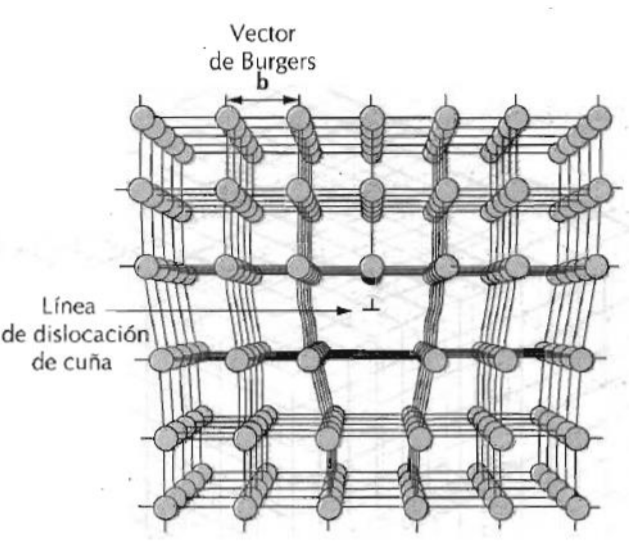 Vector
de Burgers
b
Línea
de dislocación
de cuña